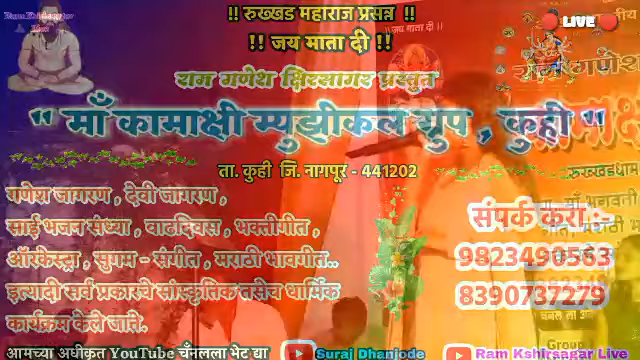 !! रुख्खड महाराज प्रसन्न !!
!! जय माता दी !!
🔴 LIVE 🔴
राम गणेश क्षिरसागर प्रस्तुत
" माँ कामाक्षी म्युझीकल ग्रुप , कुही "
ता. कुही जि. नागपूर - 441202
गणेश जागरण , देवी जागरण ,
साई भजन संध्या , वाढदिवस , भक्तीगीत ,
ऑरकेस्ट्रा , सुगम - संगीत , मराठी भावगीत..
इत्यादी सर्व प्रकारचे सांस्कृतिक तसेच धार्मिक
कार्यक्रम केले जाते.
संपर्क करा :-
9823490563
8390737279
आमच्या अधीकृत YouTube चॅनलला भेट द्या
Suraj Dhanjode
Ram Kshirsagar Live